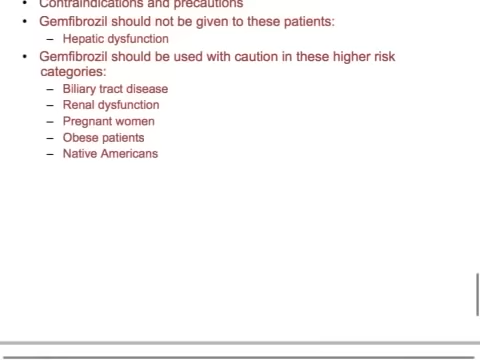 • Contraindications and precautions
• Gemfibrozil should not be given to these patients:
– Hepatic dysfunction
• Gemfibrozil should be used with caution in these higher risk
categories:
– Biliary tract disease
– Renal dysfunction
– Pregnant women
– Obese patients
– Native Americans